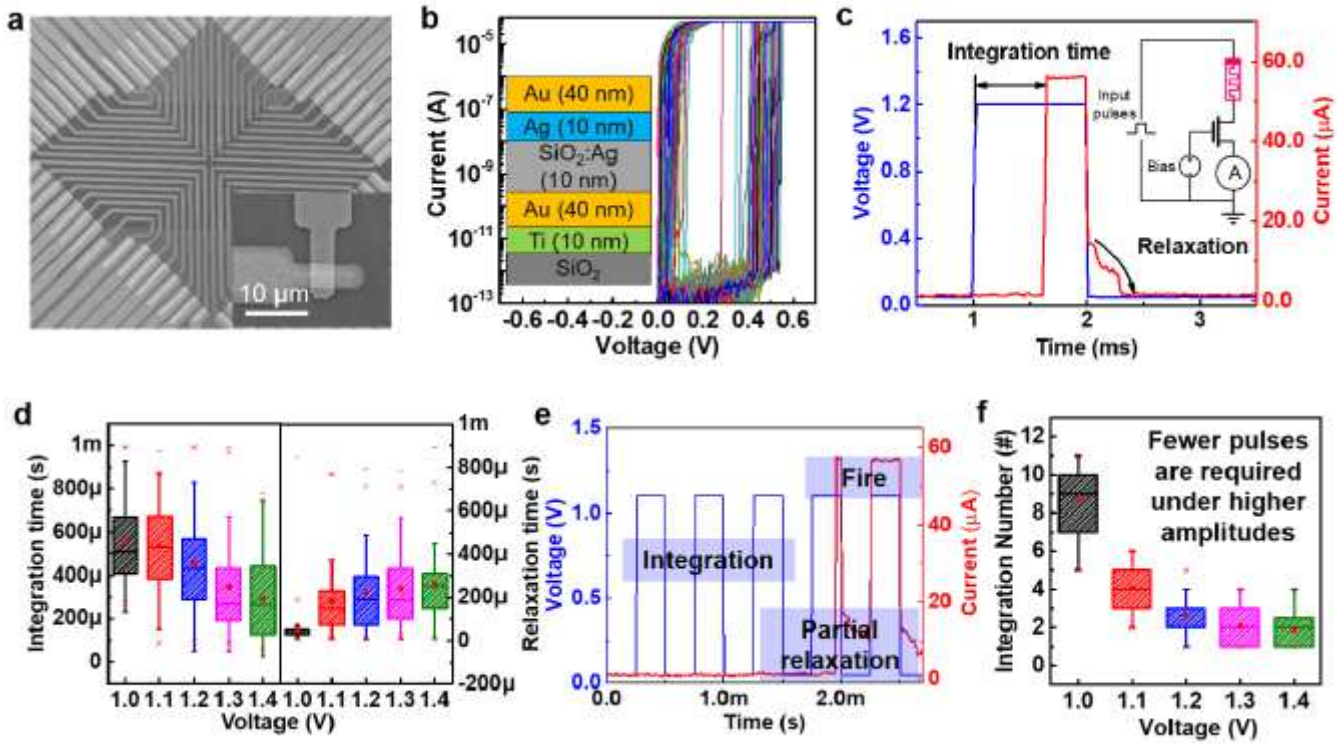 a
10 μm
b
Current (A)
10⁻⁵
10⁻⁷
10⁻⁹
10⁻¹¹
10⁻¹³
Au (40 nm)
Ag (10 nm)
SiO₂:Ag
(10 nm)
Au (40 nm)
Ti (10 nm)
SiO₂
-0.6 -0.4 -0.2 0.0 0.2 0.4 0.6
Voltage (V)
c
Voltage (V)
1.6
1.2
0.8
0.4
0.0
Integration time
Input
pulses
Bias
A
Relaxation
60.0
40.0
20.0
0.0
Current (μA)
1 2 3
Time (ms)
d
Integration time (s)
1m
800μ
600μ
400μ
200μ
0
1m
800μ
600μ
400μ
200μ
0
-200μ
Relaxation time (s)
1.0 1.1 1.2 1.3 1.4 1.0 1.1 1.2 1.3 1.4
Voltage (V)
e
Voltage (V)
1.5
1.0
0.5
0.0
Fire
Integration
Partial
relaxation
60
40
20
0
Current (μA)
0.0 1.0m 2.0m
Time (s)
f
Integration Number (#)
12
10
8
6
4
2
0
Fewer pulses
are required
under higher
amplitudes
1.0 1.1 1.2 1.3 1.4
Voltage (V)